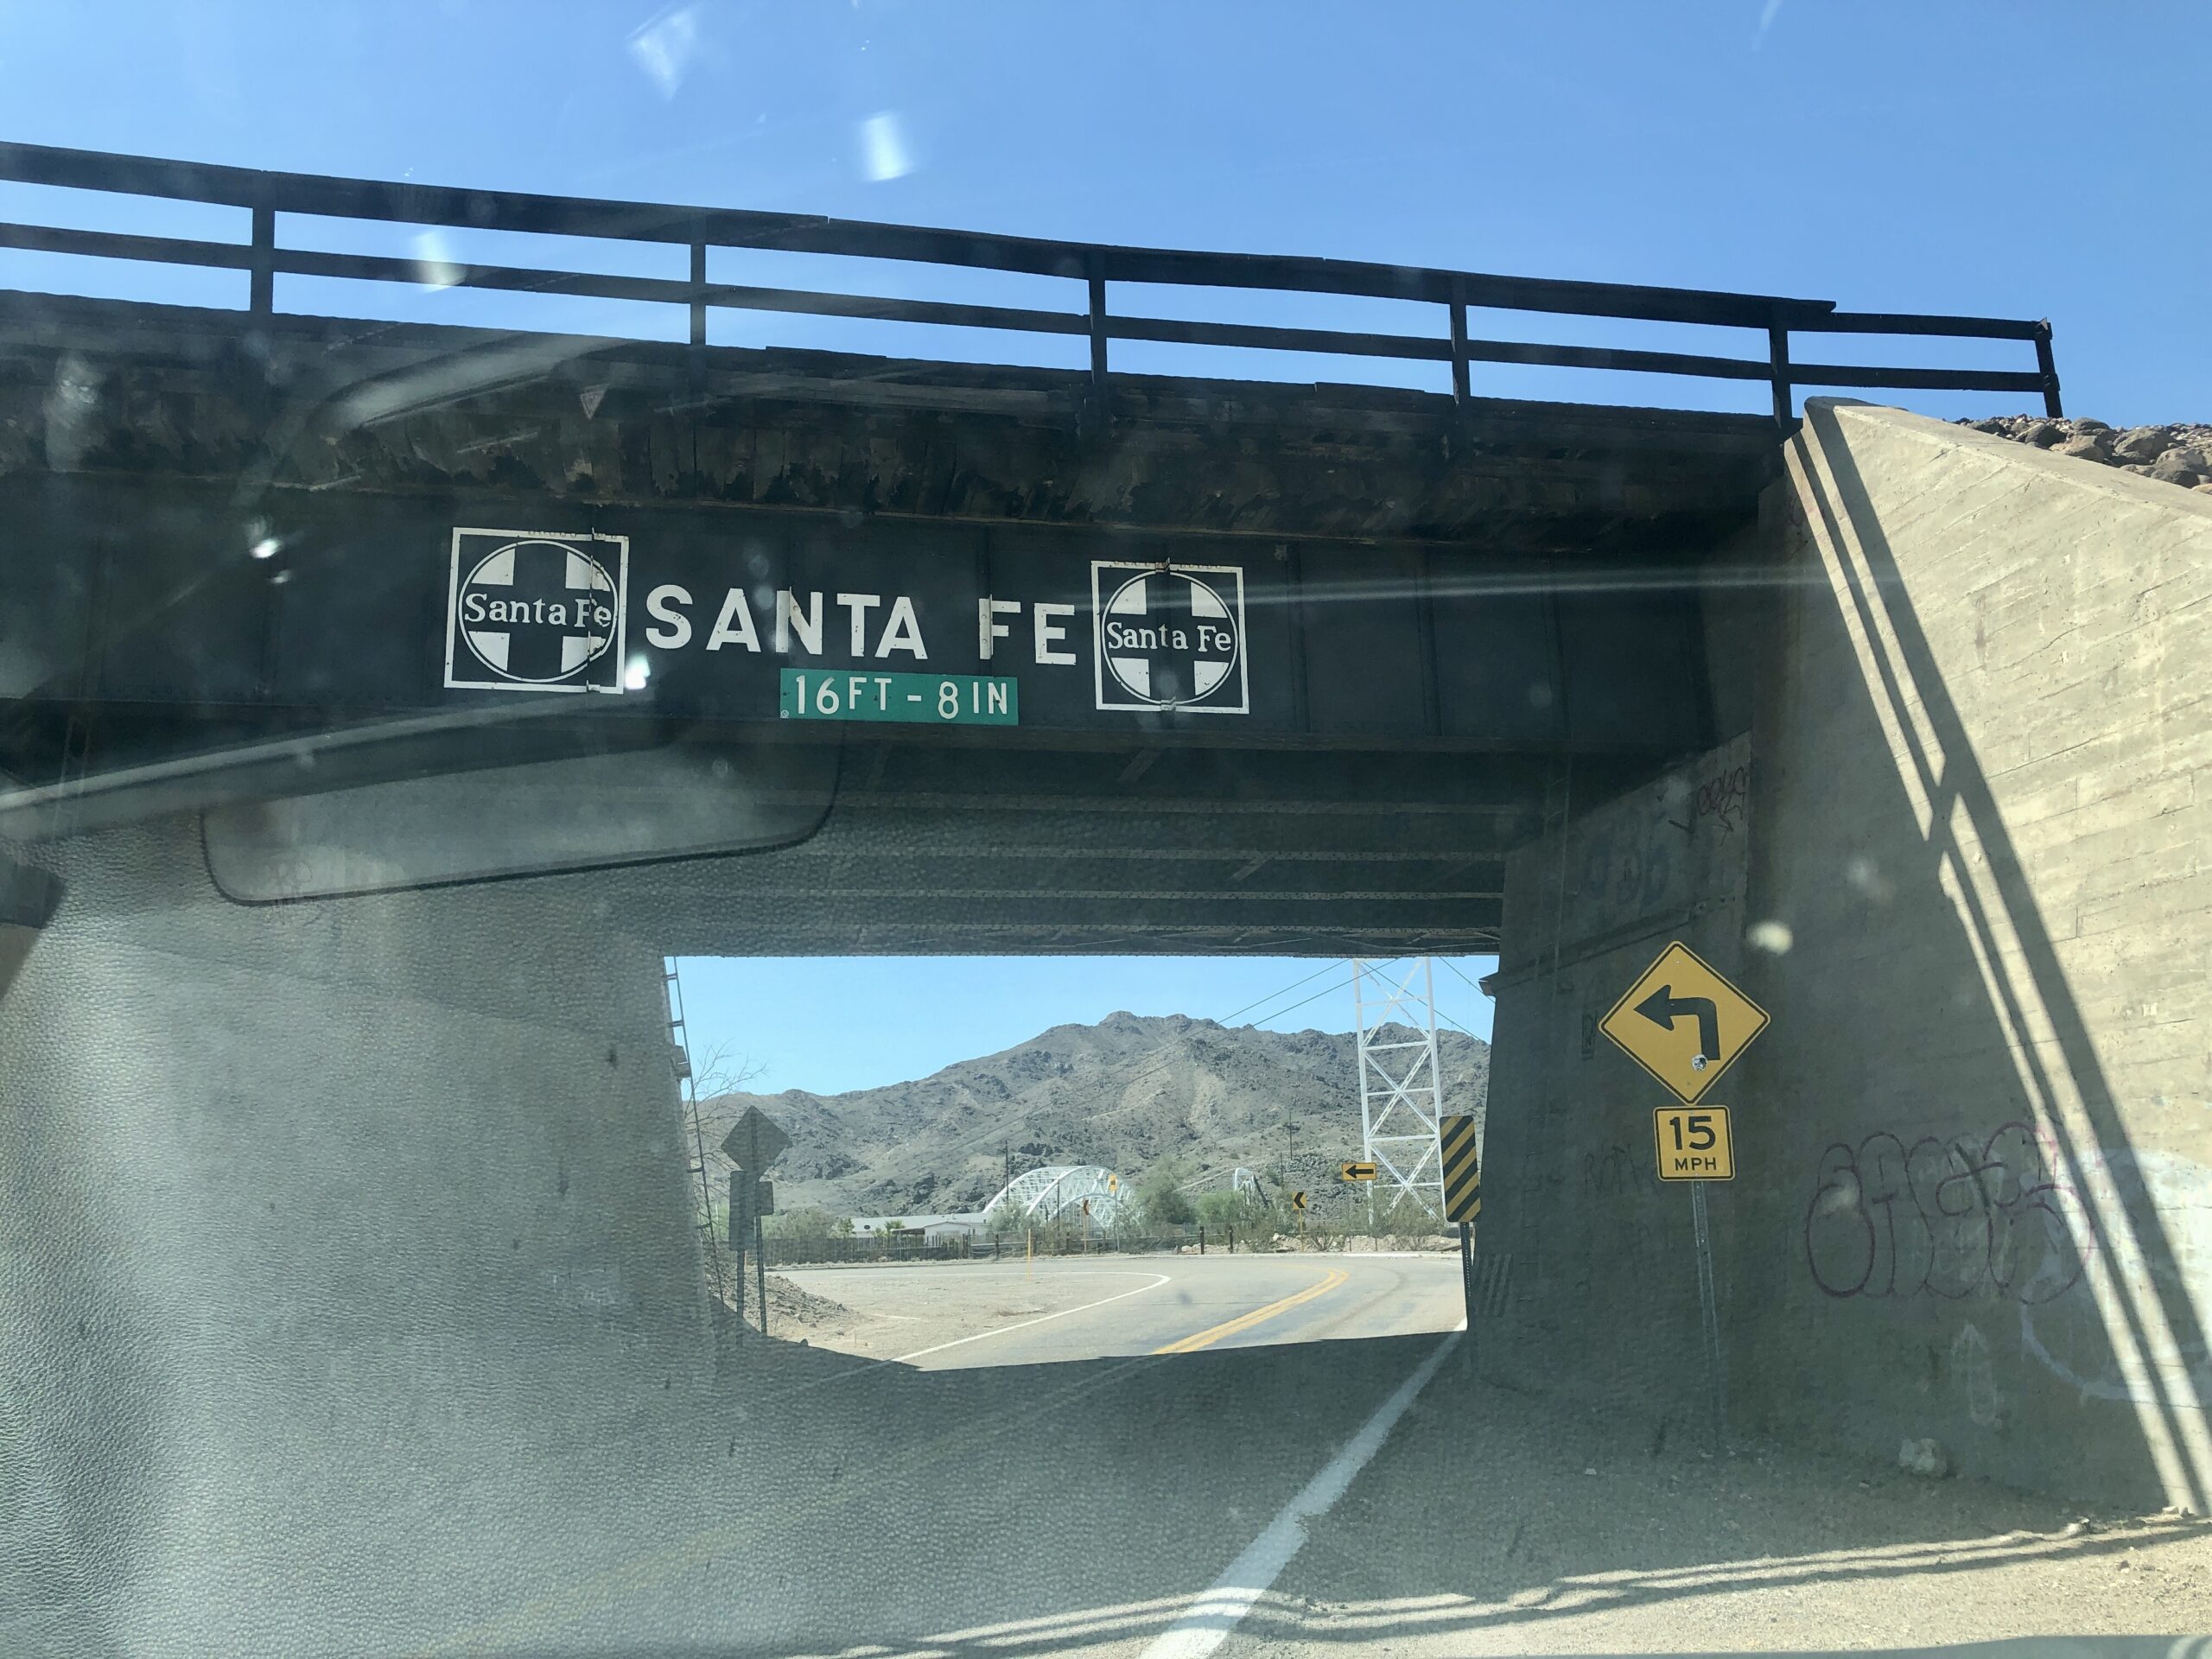 Santa Fe
SANTA FE
Santa Fe
16FT-8IN
15
MPH